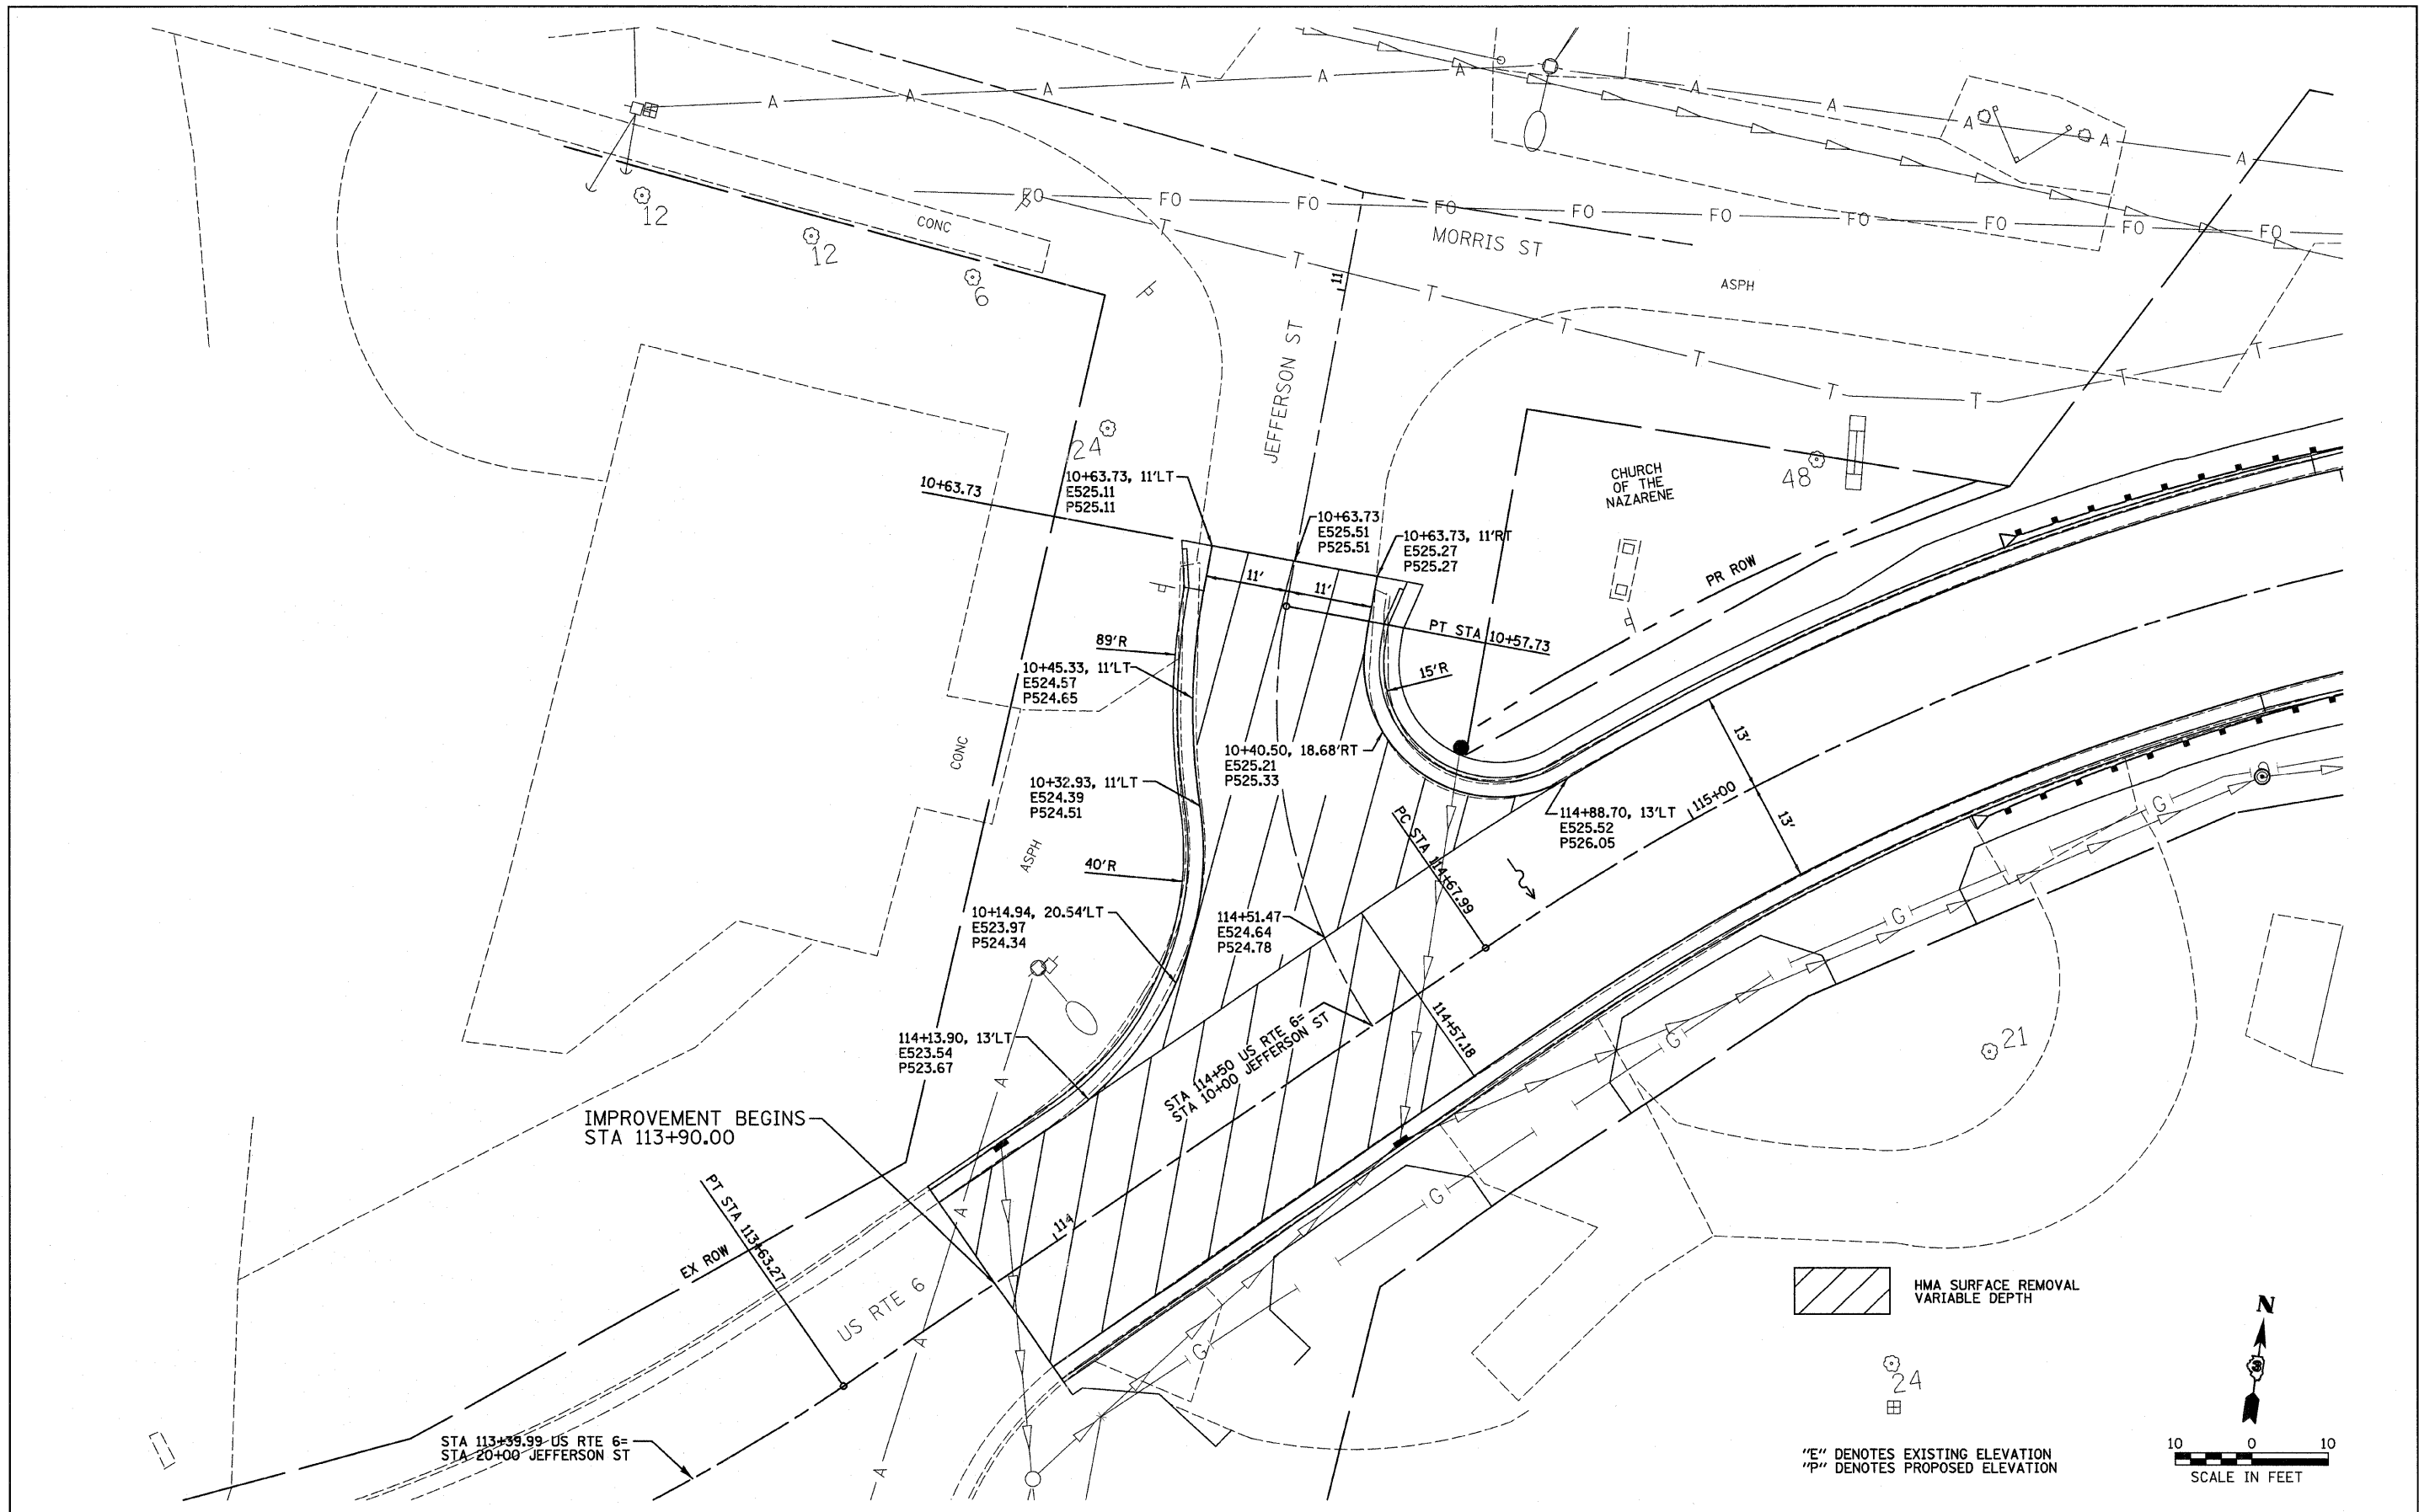 A A A A A A A A A A
12
12
6
CONC
FO FO FO FO FO FO FO FO FO FO
MORRIS ST
ASPH
T T T T T T T T T T
11
JEFFERSON ST
24
48
CHURCH
OF THE
NAZARENE
10+63.73
10+63.73, 11'LT
E525.11
P525.11
10+63.73
E525.51
P525.51
10+63.73, 11'RT
E525.27
P525.27
11'
11'
PR ROW
PT STA 10+57.73
89'R
15'R
10+45.33, 11'LT
E524.57
P524.65
CONC
10+40.50, 18.68'RT
E525.21
P525.33
13'
13'
115+00
10+32.93, 11'LT
E524.39
P524.51
ASPH
114+88.70, 13'LT
E525.52
P526.05
PC STA 114+67.99
40'R
10+14.94, 20.54'LT
E523.97
P524.34
114+51.47
E524.64
P524.78
G G G G G G
114+57.18
21
114+13.90, 13'LT
E523.54
P523.67
STA 114+50 US RTE 6=
STA 10+00 JEFFERSON ST
IMPROVEMENT BEGINS
STA 113+90.00
A A A A
PT STA 113+63.27
114
EX ROW
US RTE 6
HMA SURFACE REMOVAL
VARIABLE DEPTH
24
N
STA 113+39.99 US RTE 6=
STA 20+00 JEFFERSON ST
"E" DENOTES EXISTING ELEVATION
"P" DENOTES PROPOSED ELEVATION
10 0 10
SCALE IN FEET